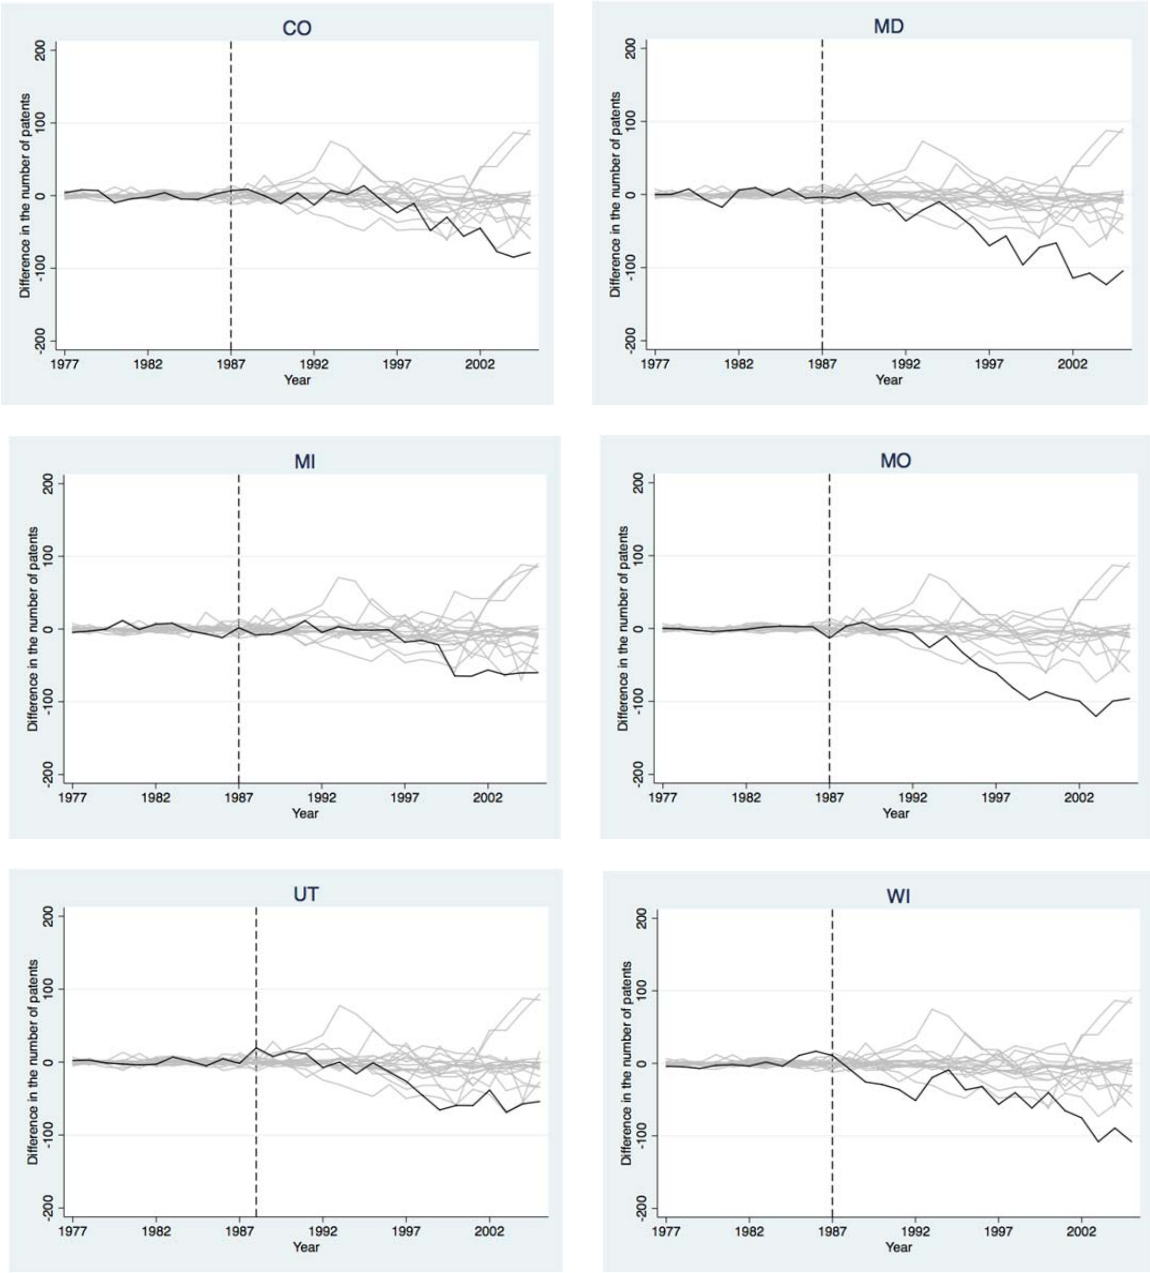 CO
Difference in the number of patents
200
100
0
-100
-200
1977 1982 1987 1992 1997 2002
Year
MD
Difference in the number of patents
200
100
0
-100
-200
1977 1982 1987 1992 1997 2002
Year
MI
Difference in the number of patents
200
100
0
-100
-200
1977 1982 1987 1992 1997 2002
Year
MO
Difference in the number of patents
200
100
0
-100
-200
1977 1982 1987 1992 1997 2002
Year
UT
Difference in the number of patents
200
100
0
-100
-200
1977 1982 1987 1992 1997 2002
Year
WI
Difference in the number of patents
200
100
0
-100
-200
1977 1982 1987 1992 1997 2002
Year